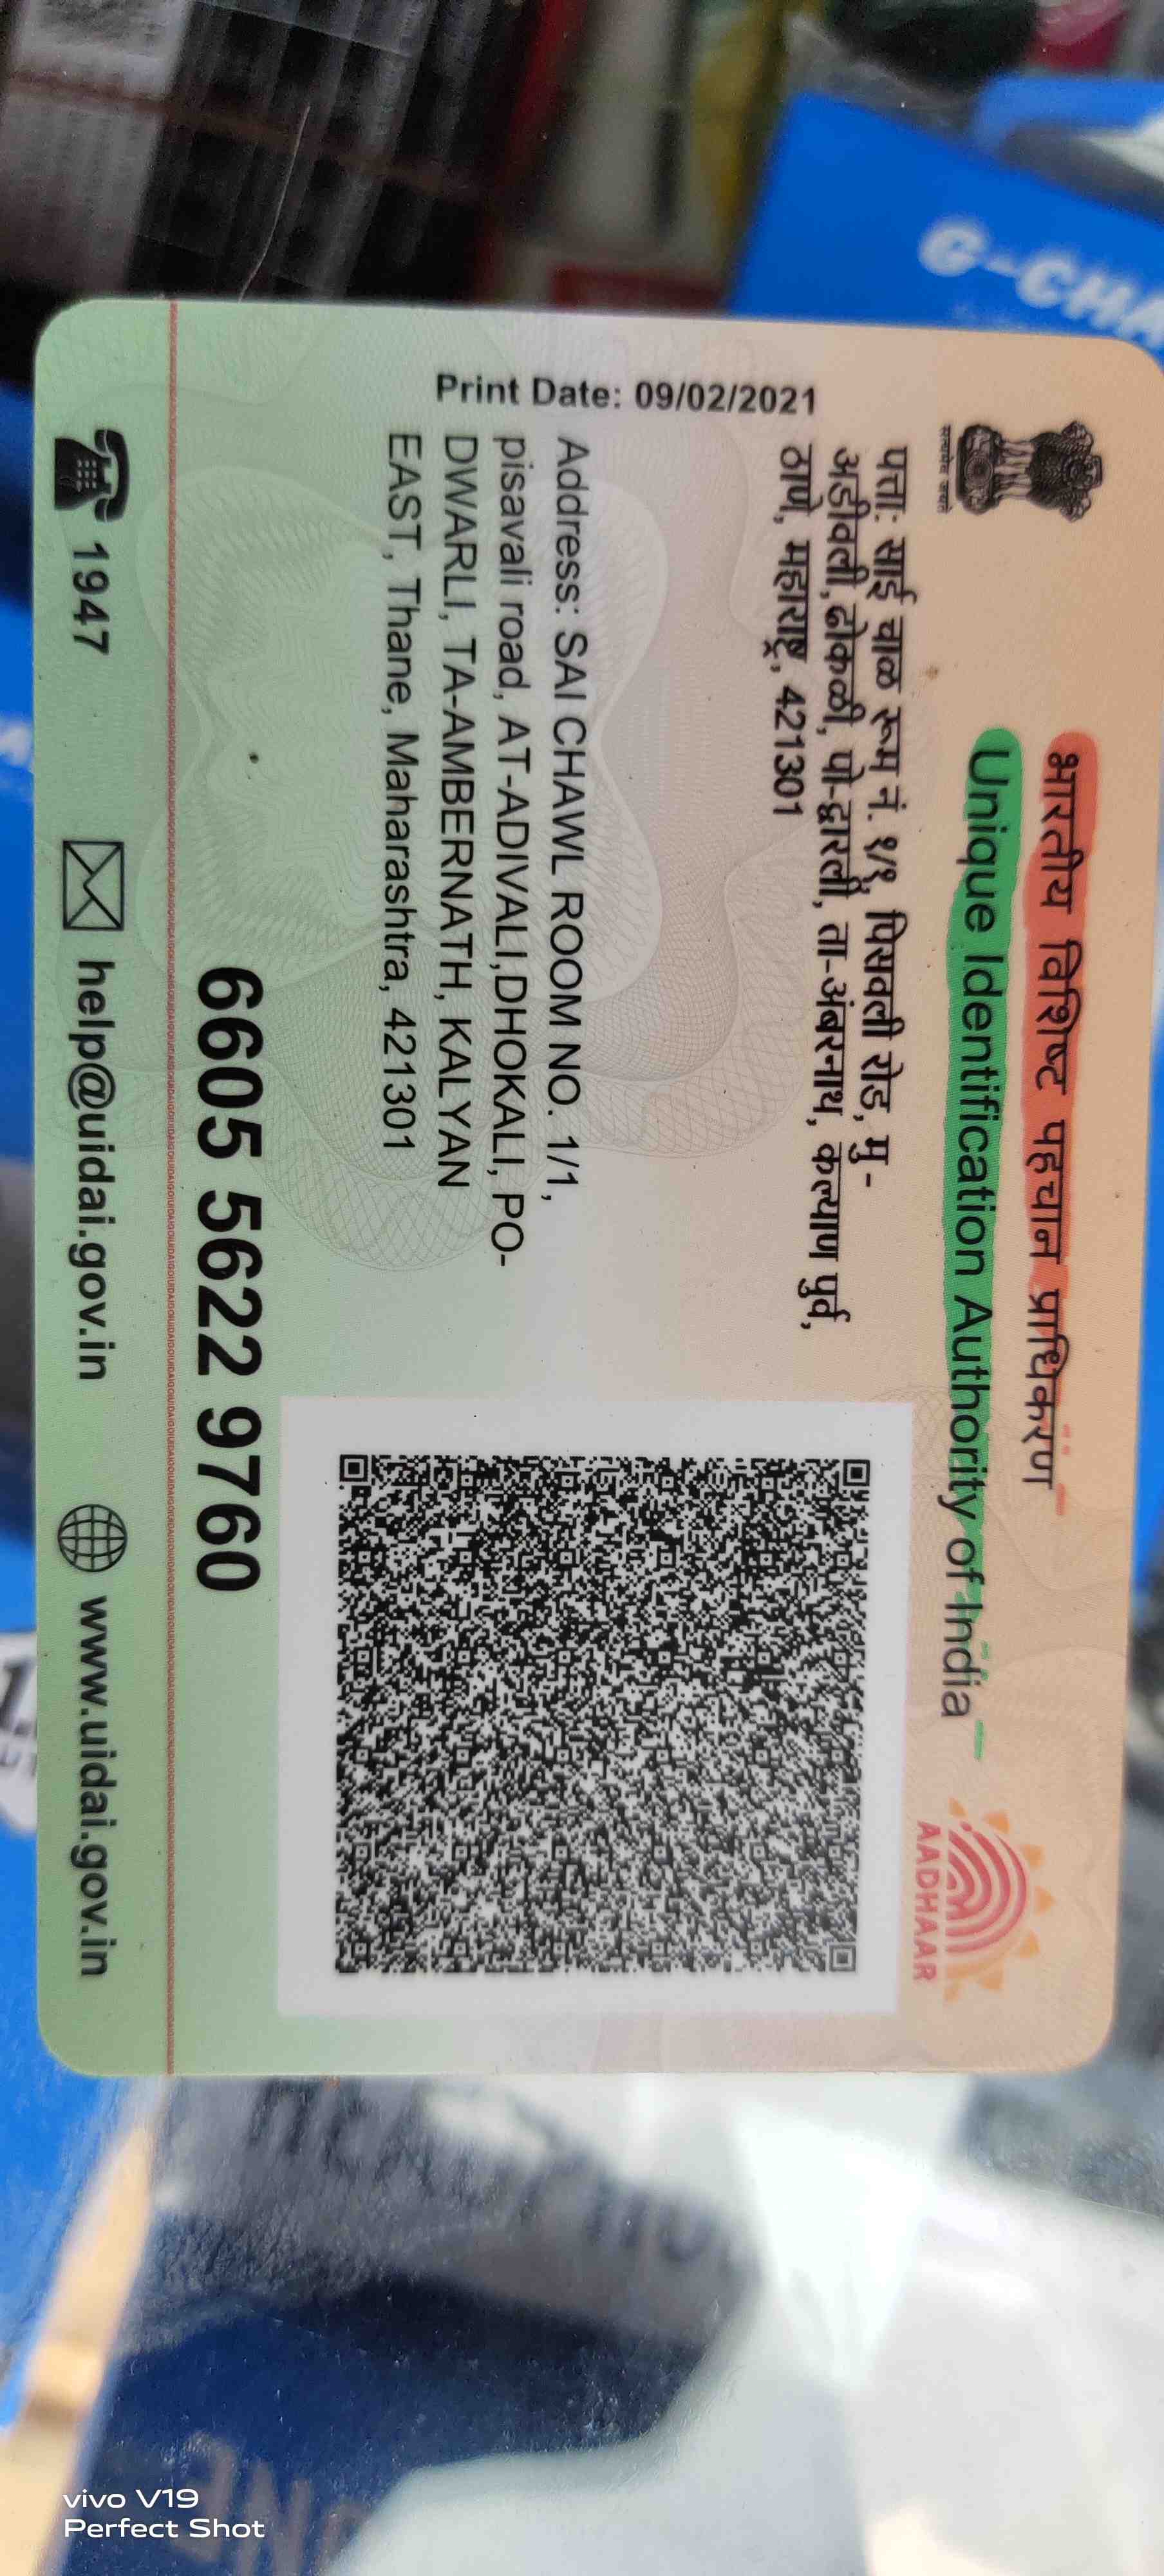 G-CHA
सत्यमेव जयते
भारतीय विशिष्ट पहचान प्राधिकरण
Unique Identification Authority of India
AADHAAR
Print Date: 09/02/2021
पत्ता: साई चाळ रूम नं. १/१, पिसवली रोड, मु -
अडीवली,ढोकळी, पो-द्वारली, ता-अंबरनाथ, कल्याण पुर्व,
ठाणे, महाराष्ट्र, 421301
Address: SAI CHAWL ROOM NO. 1/1,
pisavali road, AT-ADIVALI,DHOKALI, PO-
DWARLI, TA-AMBERNATH, KALYAN
EAST, Thane, Maharashtra, 421301
6605 5622 9760
1947
help@uidai.gov.in
www.uidai.gov.in
vivo V19
Perfect Shot